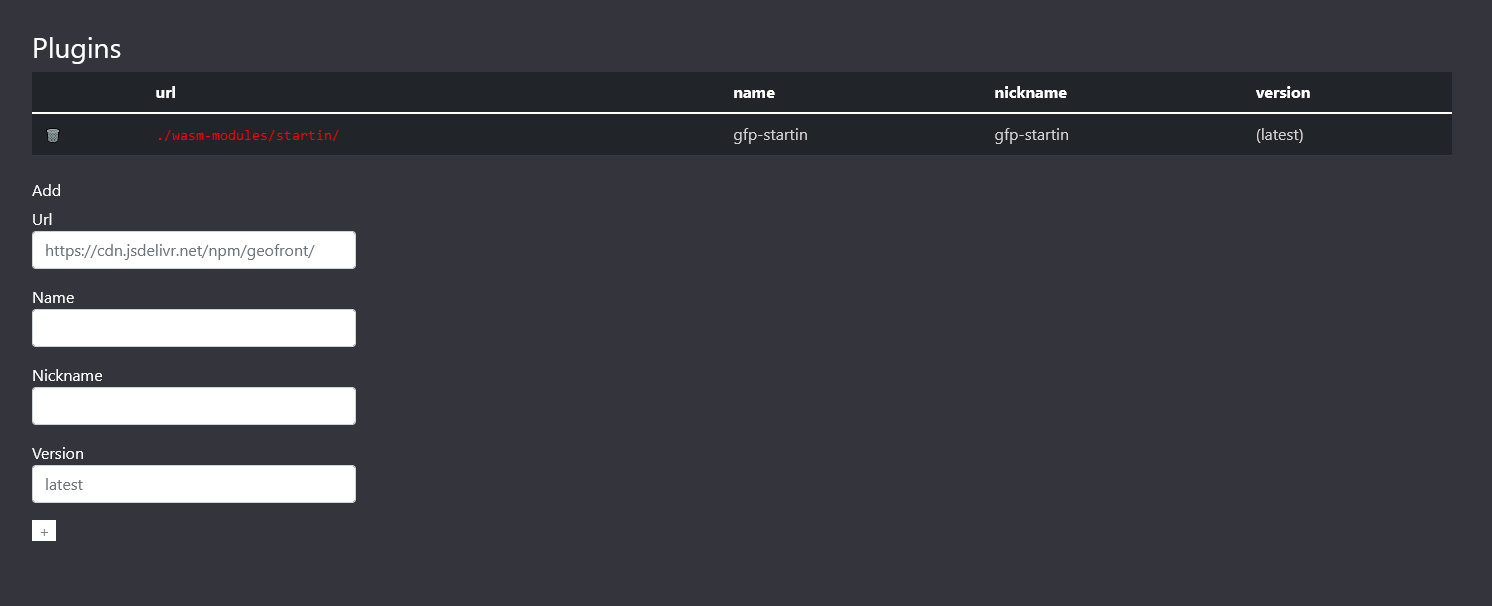 Plugins
url name nickname version
./wasm-modules/startin/ gfp-startin gfp-startin (latest)
Add
Url
https://cdn.jsdelivr.net/npm/geofront/
Name
Nickname
Version
latest
+